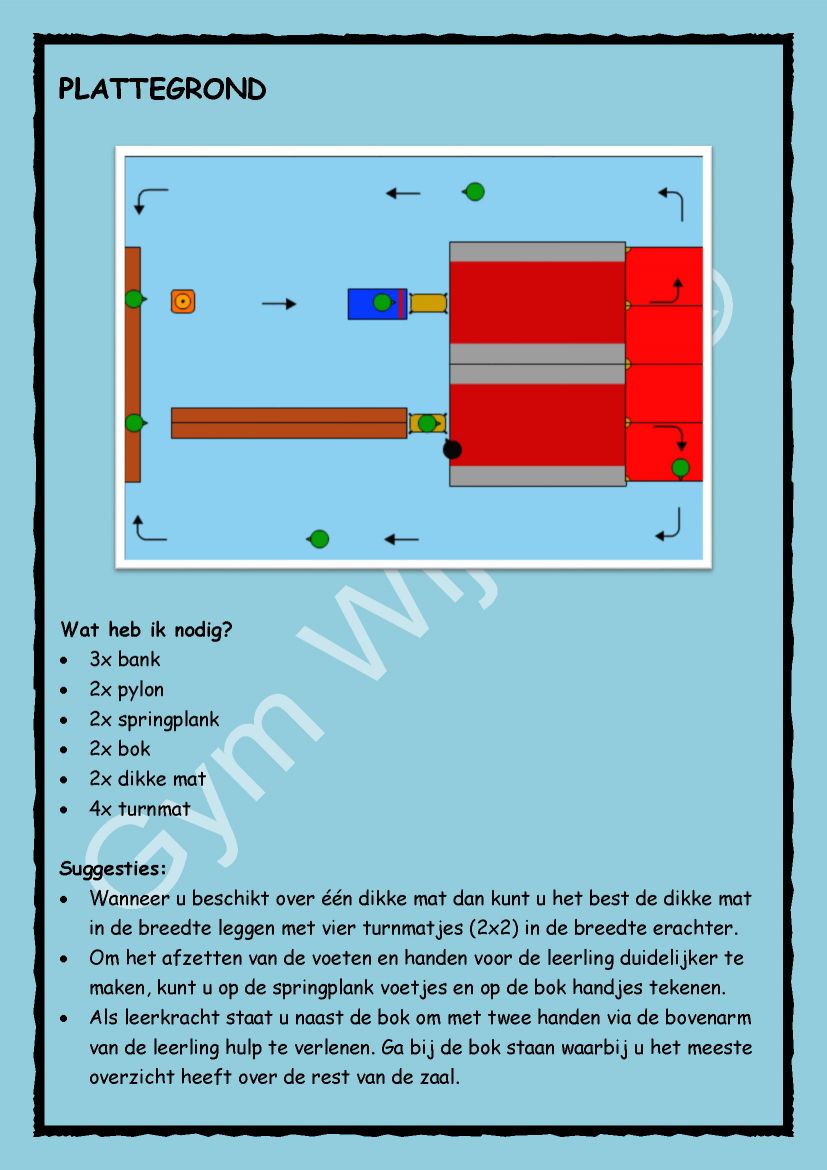 PLATTEGROND
Wat heb ik nodig?
• 3x bank
• 2x pylon
• 2x springplank
• 2x bok
• 2x dikke mat
• 4x turnmat
Suggesties:
• Wanneer u beschikt over één dikke mat dan kunt u het best de dikke mat
in de breedte leggen met vier turnmatjes (2x2) in de breedte erachter.
• Om het afzetten van de voeten en handen voor de leerling duidelijker te
maken, kunt u op de springplank voetjes en op de bok handjes tekenen.
• Als leerkracht staat u naast de bok om met twee handen via de bovenarm
van de leerling hulp te verlenen. Ga bij de bok staan waarbij u het meeste
overzicht heeft over de rest van de zaal.
Gym